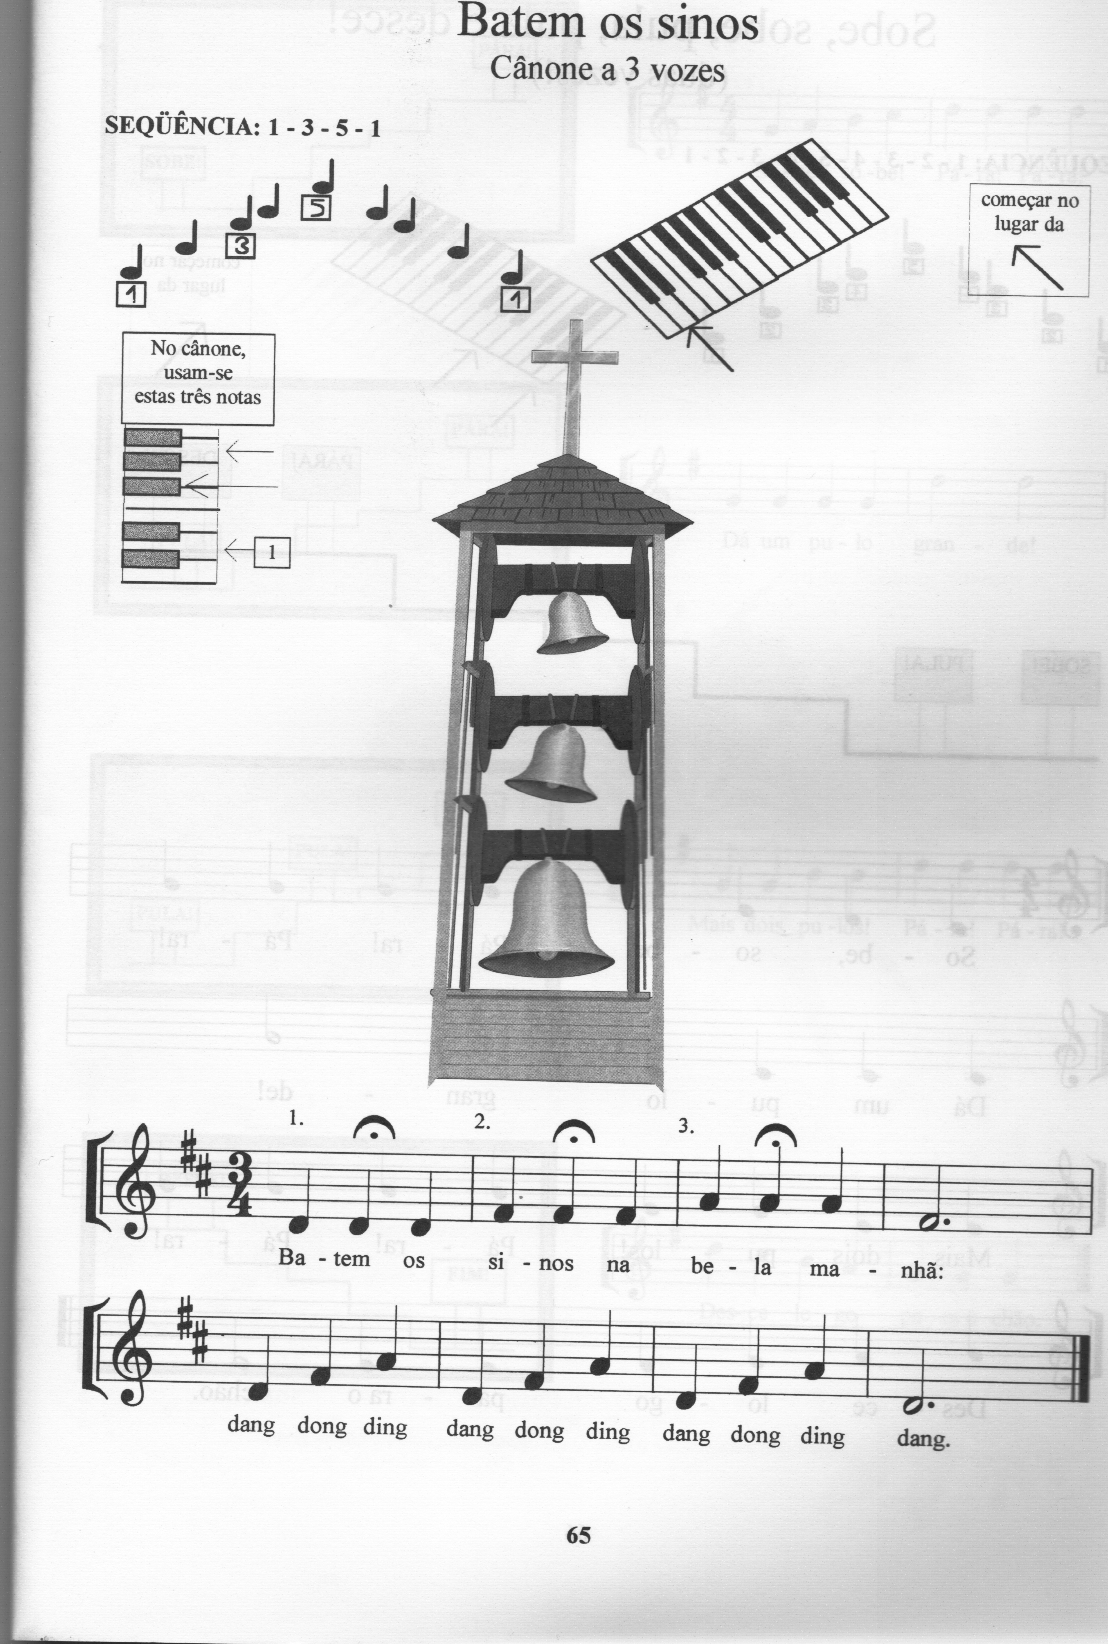 Batem os sinos
Cânone a 3 vozes
SEQÜÊNCIA: 1 - 3 - 5 - 1
1 3 5 1
começar no
lugar da
No cânone,
usam-se
estas três notas
1
1. 2. 3.
3
4
Ba - tem os si - nos na be - la ma - nhã:
dang dong ding dang dong ding dang dong ding dang.
65